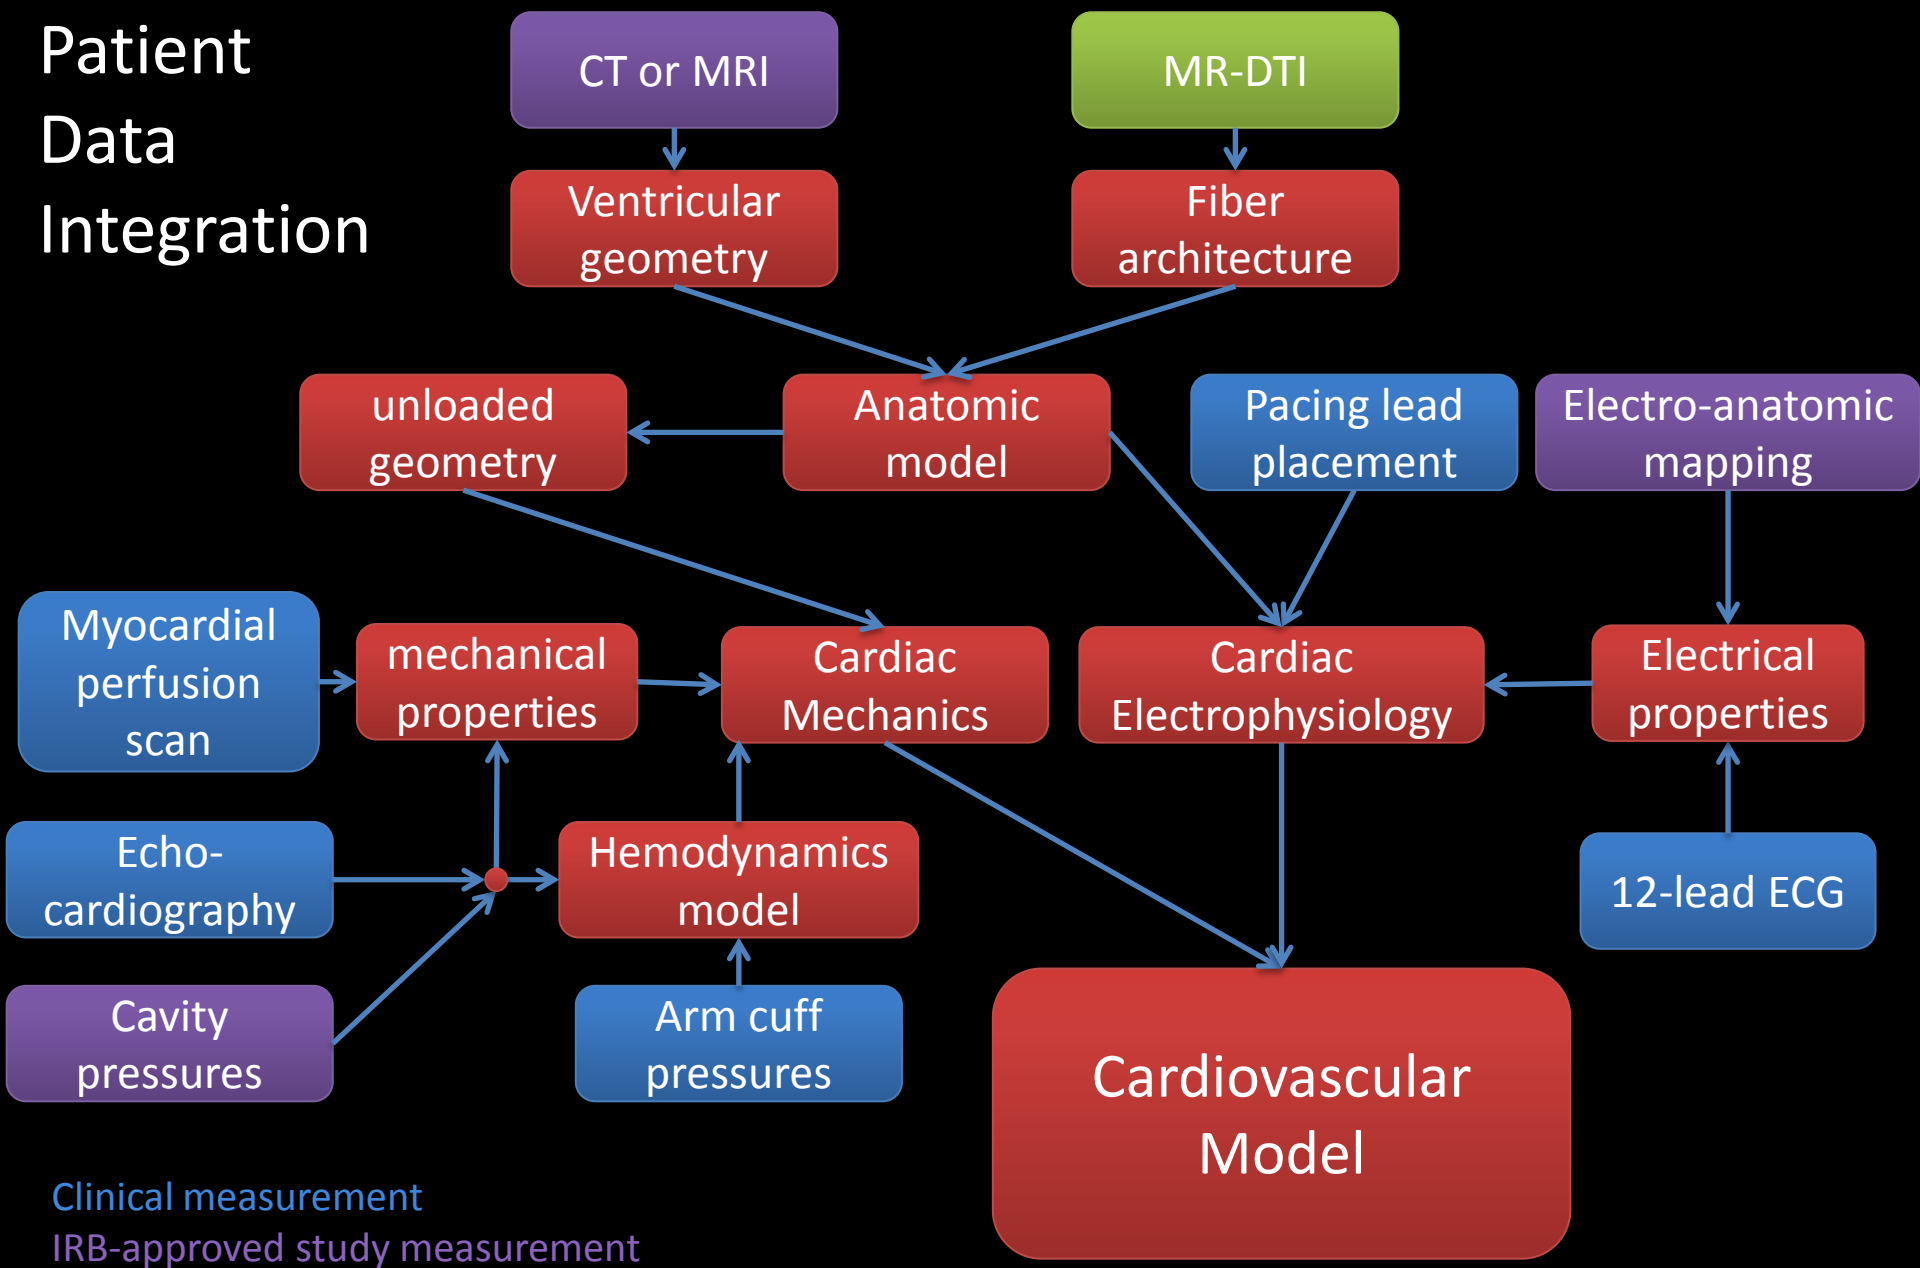 Patient
Data
Integration
CT or MRI
MR-DTI
Ventricular
geometry
Fiber
architecture
unloaded
geometry
Anatomic
model
Pacing lead
placement
Electro-anatomic
mapping
Myocardial
perfusion
scan
mechanical
properties
Cardiac
Mechanics
Cardiac
Electrophysiology
Electrical
properties
Echo-
cardiography
Hemodynamics
model
12-lead ECG
Cavity
pressures
Arm cuff
pressures
Cardiovascular
Model
Clinical measurement
IRB-approved study measurement